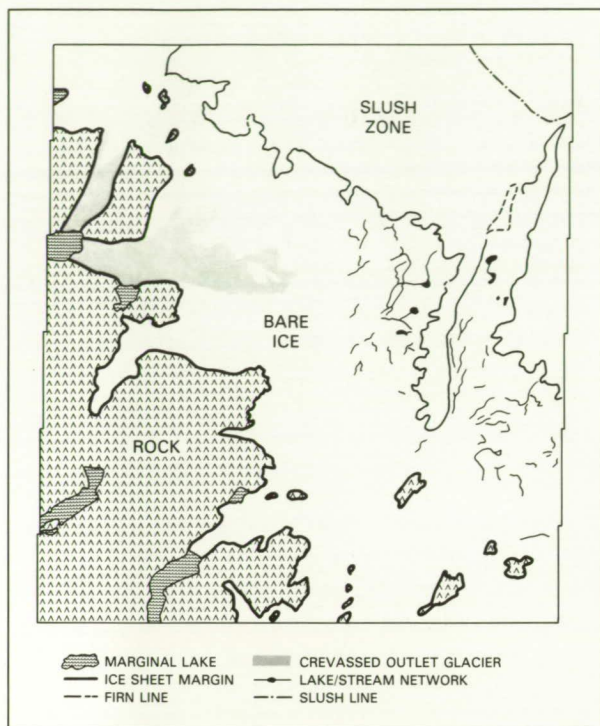 SLUSH
ZONE
BARE
ICE
ROCK
MARGINAL LAKE
ICE SHEET MARGIN
FIRN LINE
CREVASSED OUTLET GLACIER
LAKE/STREAM NETWORK
SLUSH LINE